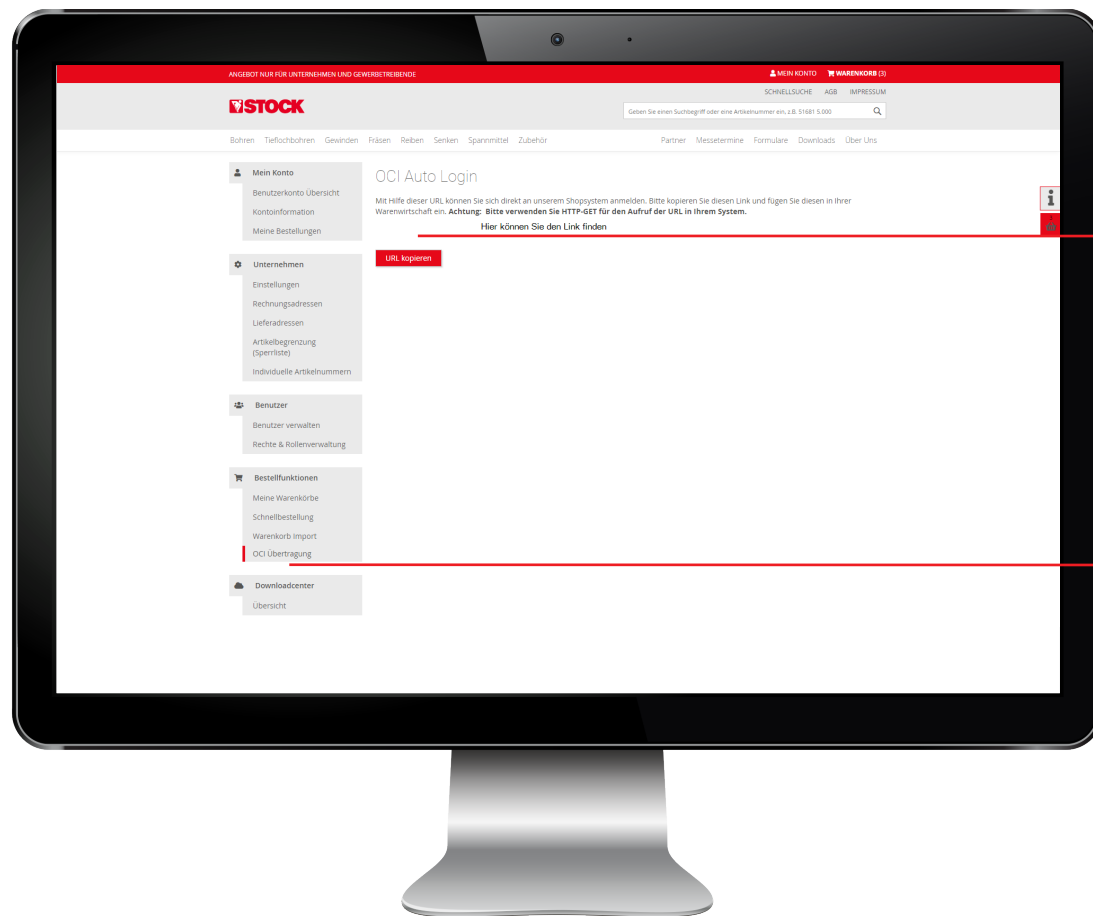 ANGEBOT NUR FÜR UNTERNEHMEN UND GEWERBETREIBENDE
MEIN KONTO WARENKORB (3)
SCHNELLSUCHE AGB IMPRESSUM
STOCK
Geben Sie einen Suchbegriff oder eine Artikelnummer ein, z.B. 51681 5.000
Bohren Tieflochbohren Gewinden Fräsen Reiben Senken Spannmittel Zubehör Partner Messetermine Formulare Downloads Über Uns
Mein Konto
Benutzerkonto Übersicht
Kontoinformation
Meine Bestellungen
Unternehmen
Einstellungen
Rechnungsadressen
Lieferadressen
Artikelbegrenzung
(Sperrliste)
Individuelle Artikelnummern
Benutzer
Benutzer verwalten
Rechte & Rollenverwaltung
Bestellfunktionen
Meine Warenkörbe
Schnellbestellung
Warenkorb Import
OCI Übertragung
Downloadcenter
Übersicht
OCI Auto Login
Mit Hilfe dieser URL können Sie sich direkt an unserem Shopsystem anmelden. Bitte kopieren Sie diesen Link und fügen Sie diesen in Ihrer
Warenwirtschaft ein. Achtung: Bitte verwenden Sie HTTP-GET für den Aufruf der URL in Ihrem System.
Hier können Sie den Link finden
URL kopieren